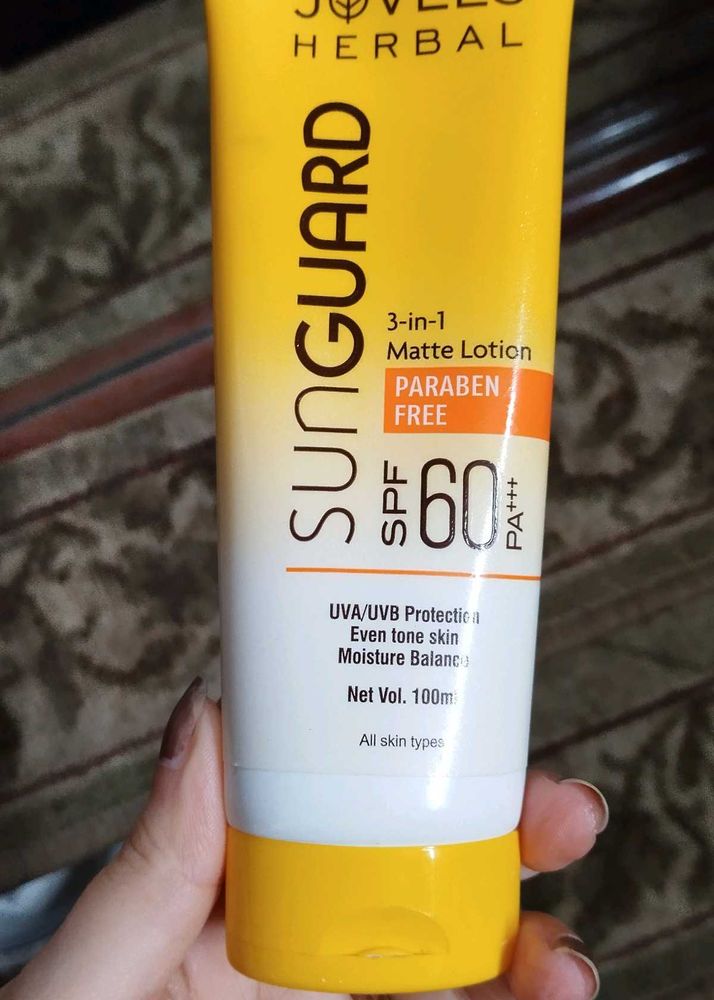 JOVEES
HERBAL
SUNGUARD
3-in-1
Matte Lotion
PARABEN
FREE
SPF 60 PA+++
UVA/UVB Protection
Even tone skin
Moisture Balance
Net Vol. 100ml
All skin types